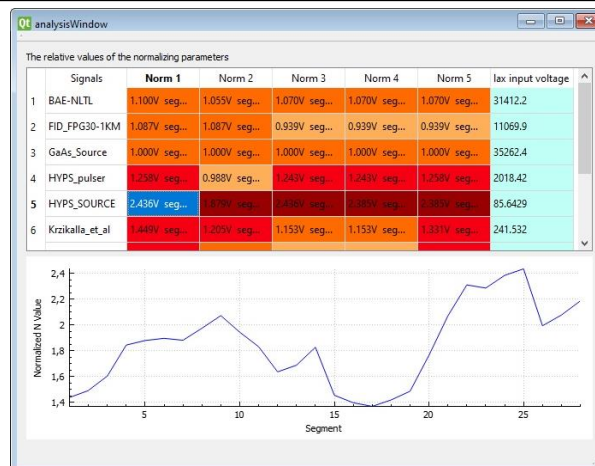 Qt analysisWindow
The relative values of the normalizing parameters
Signals Norm 1 Norm 2 Norm 3 Norm 4 Norm 5 lax input voltage
1 BAE-NLTL 1.100V seg... 1.055V seg... 1.070V seg... 1.070V seg... 1.070V seg... 31412.2
2 FID_FPG30-1KM 1.087V seg... 1.087V seg... 0.939V seg... 0.939V seg... 0.939V seg... 11069.9
3 GaAs_Source 1.000V seg... 1.000V seg... 1.000V seg... 1.000V seg... 1.000V seg... 35262.4
4 HYPS_pulser 1.258V seg... 0.988V seg... 1.243V seg... 1.243V seg... 1.258V seg... 2018.42
5 HYPS_SOURCE 2.436V seg... 1.879V seg... 2.436V seg... 2.385V seg... 2.385V seg... 85.6429
6 Krzikalla_et_al 1.449V seg... 1.205V seg... 1.153V seg... 1.153V seg... 1.331V seg... 241.532
2,4
2,2
2
1,8
1,6
1,4
Normalized N Value
5 10 15 20 25
Segment